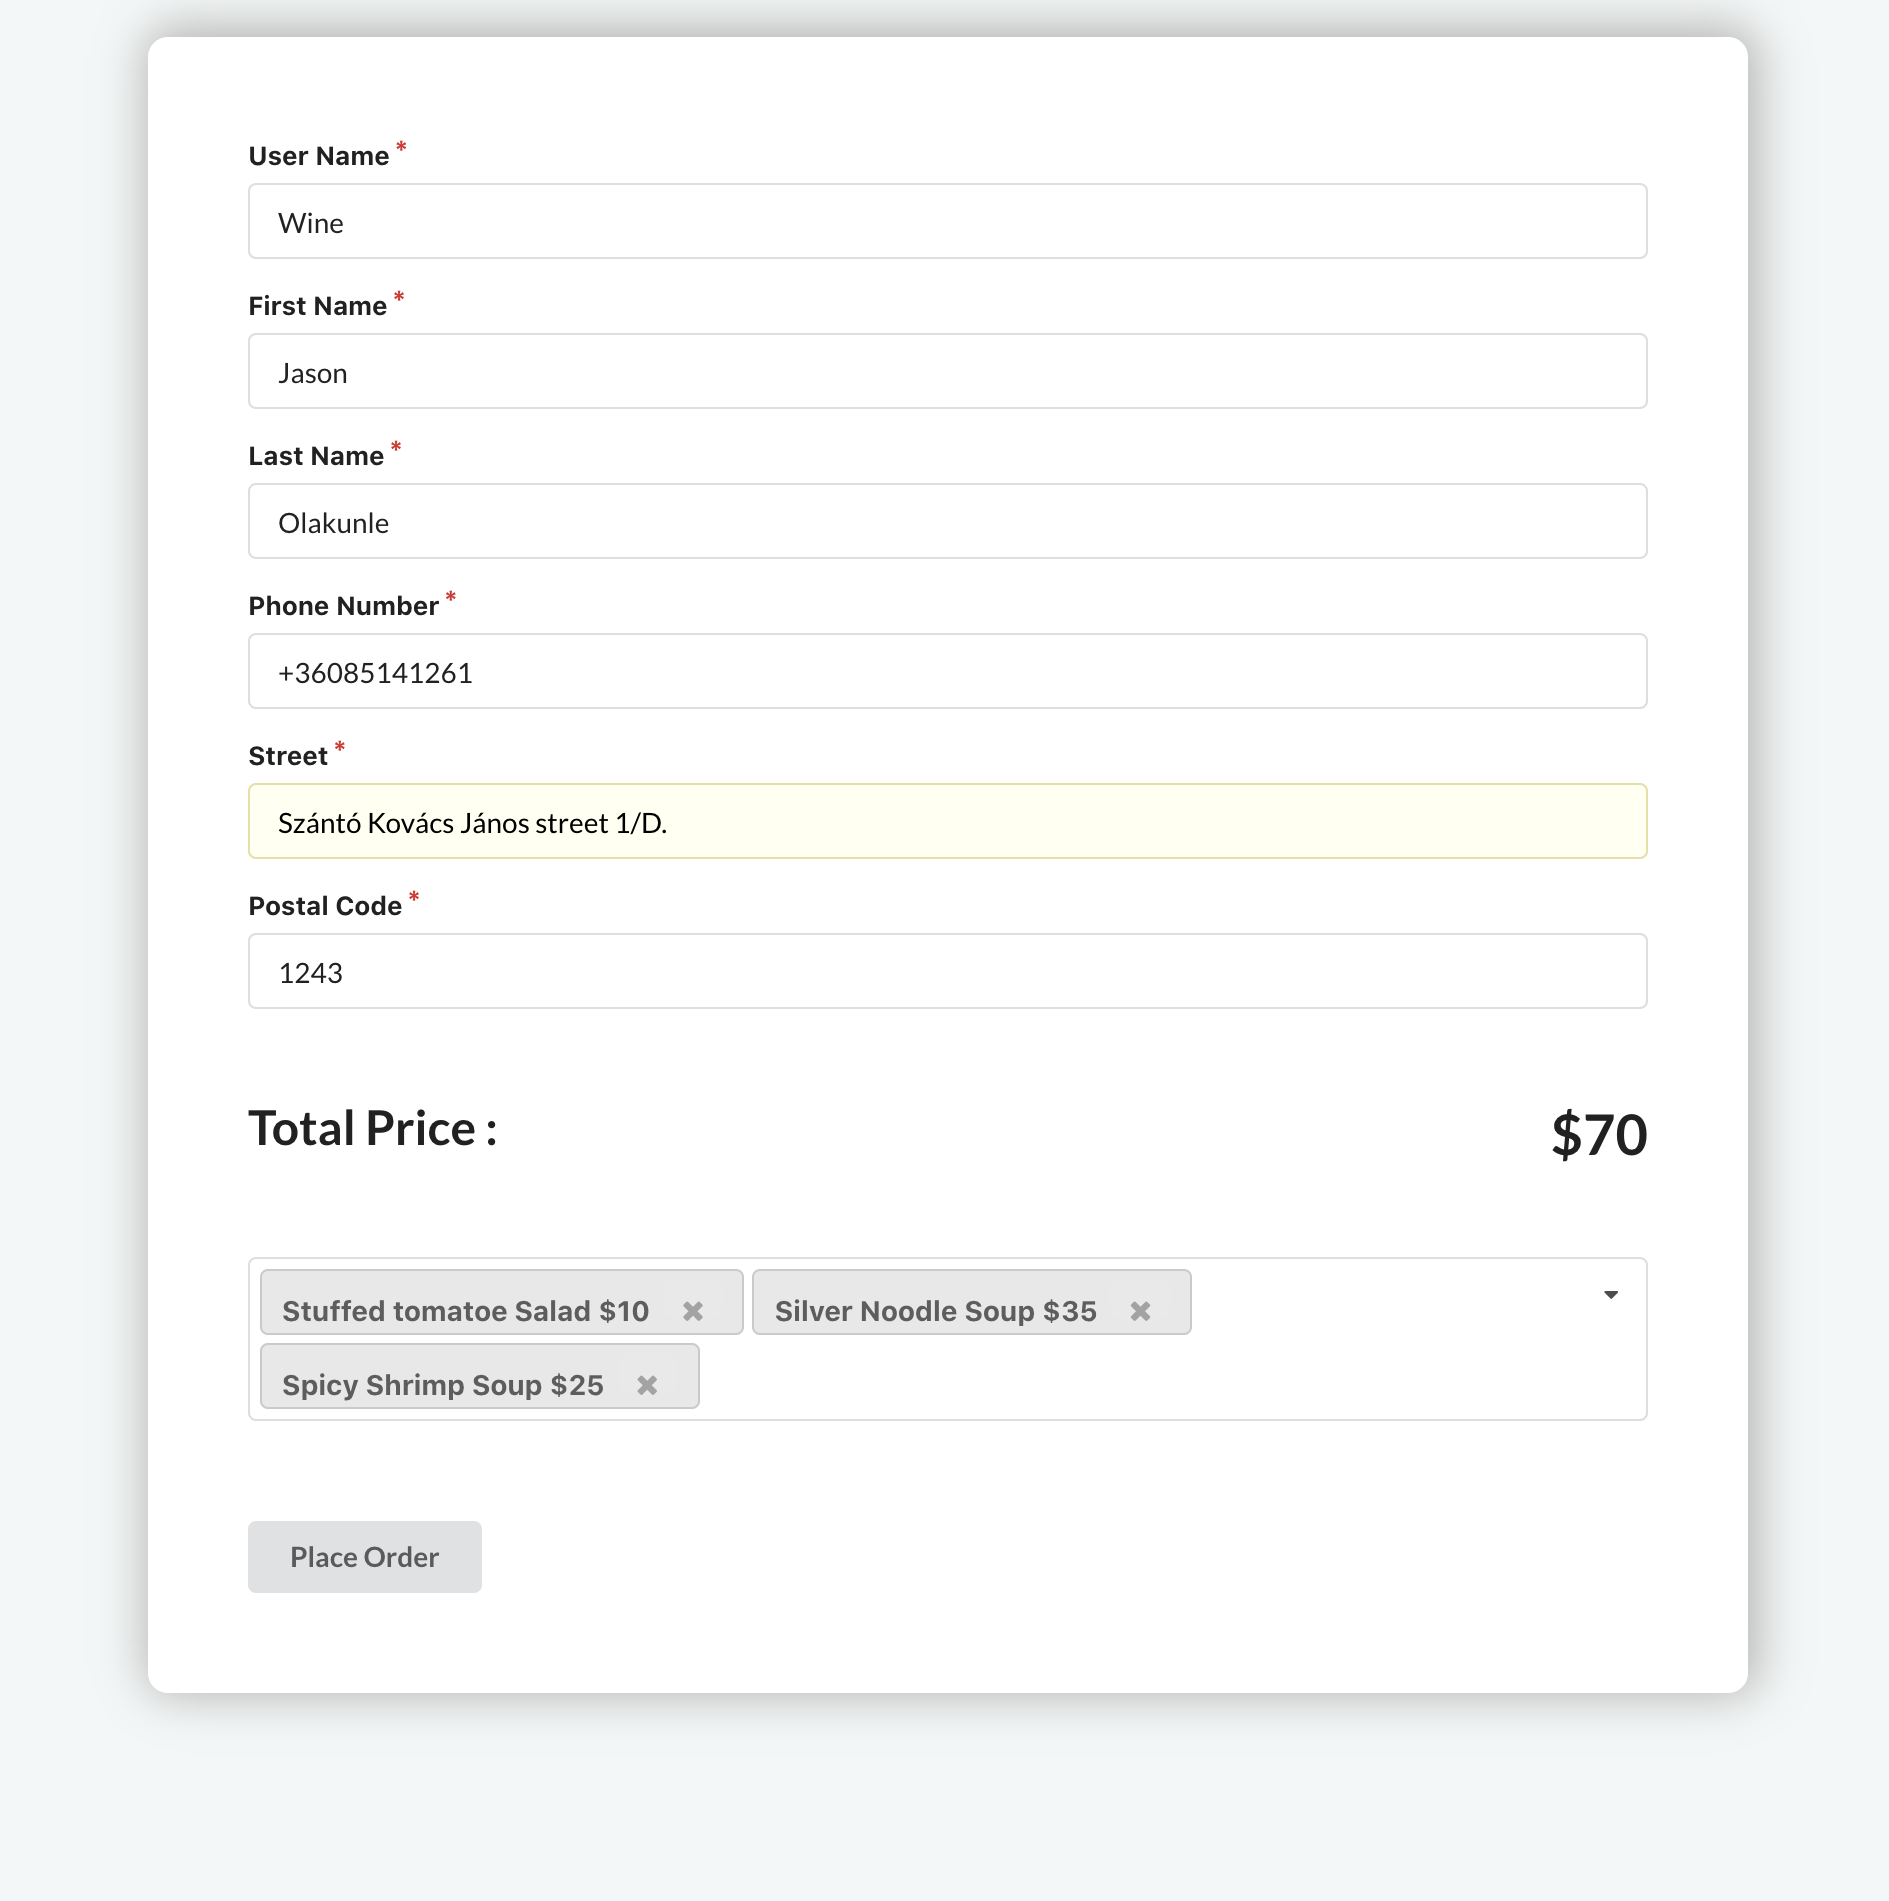 User Name *
Wine
First Name *
Jason
Last Name *
Olakunle
Phone Number *
+36085141261
Street *
Szántó Kovács János street 1/D.
Postal Code *
1243
Total Price : $70
Stuffed tomatoe Salad $10 ✖ Silver Noodle Soup $35 ✖
Spicy Shrimp Soup $25 ✖
Place Order